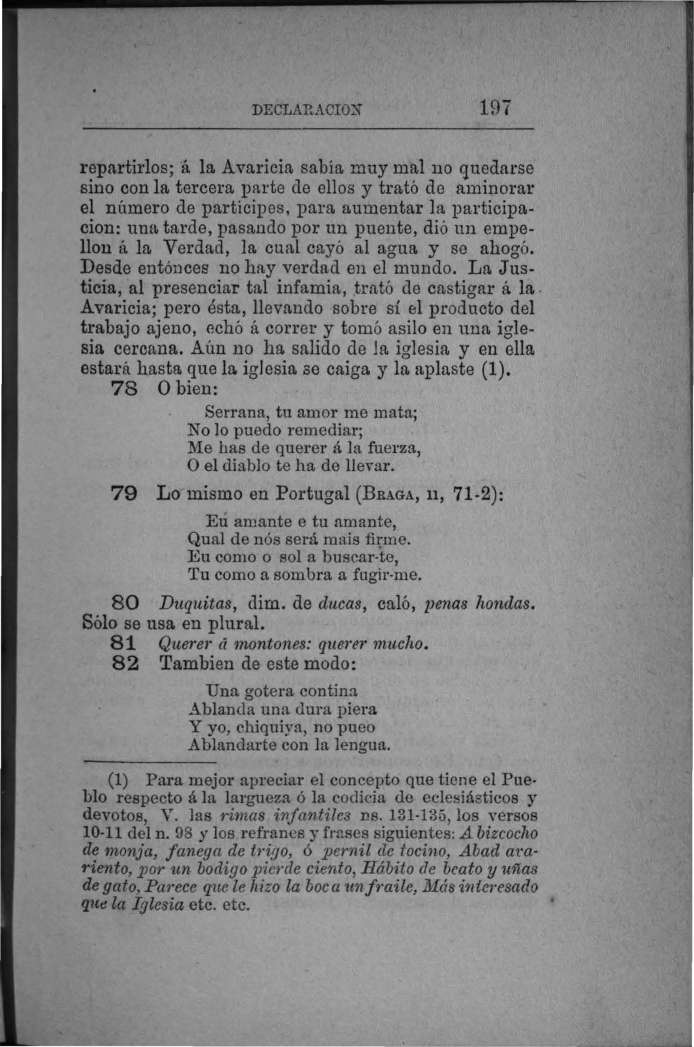 DECLARACION 197
repartirlos; á la Avaricia sabía muy mal no quedarse
sino con la tercera parte de ellos y trató de aminorar
el número de partícipes, para aumentar la participa-
cion: una tarde, pasando por un puente, dió un empe-
llon á la Verdad, la cual cayó al agua y se ahogó.
Desde entónces no hay verdad en el mundo. La Jus-
ticia, al presenciar tal infamia, trató de castigar á la
Avaricia; pero ésta, llevando sobre sí el producto del
trabajo ajeno, echó á correr y tomó asilo en una igle-
sia cercana. Aún no ha salido de la iglesia y en ella
estará hasta que la iglesia se caiga y la aplaste (1).
78 O bien:
Serrana, tu amor me mata;
No lo puedo remediar;
Me has de querer á la fuerza,
O el diablo te ha de llevar.
79 Lo mismo en Portugal (BRAGA, II, 71-2):
Eu amante e tu amante,
Qual de nós será mais firme.
Eu como o sol a buscar-te,
Tu como a sombra a fugir-me.
80 Duquitas, dim. de ducas, caló, penas hondas.
Sólo se usa en plural.
81 Querer á montones: querer mucho.
82 Tambien de este modo:
Una gotera contina
Ablanda una dura piera
Y yo, chiquiya, no pueo
Ablandarte con la lengua.
(1) Para mejor apreciar el concepto que tiene el Pue-
blo respecto á la largueza ó la codicia de eclesiásticos y
devotos, V. las rimas infantiles ns. 131-135, los versos
10-11 del n. 98 y los refranes y frases siguientes: A bizcocho
de monja, fanega de trigo, ó pernil de tocino, Abad ava-
riento, por un bodigo pierde ciento, Hábito de beato y uñas
de gato, Parece que le hizo la boca un fraile, Más interesado
que la Iglesia etc. etc.